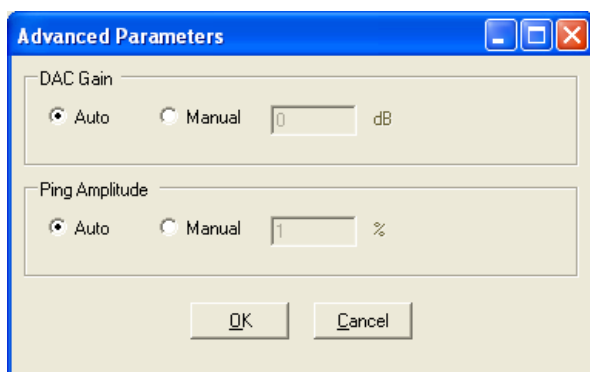 Advanced Parameters
DAC Gain
Auto Manual 0 dB
Ping Amplitude
Auto Manual 1 %
OK Cancel